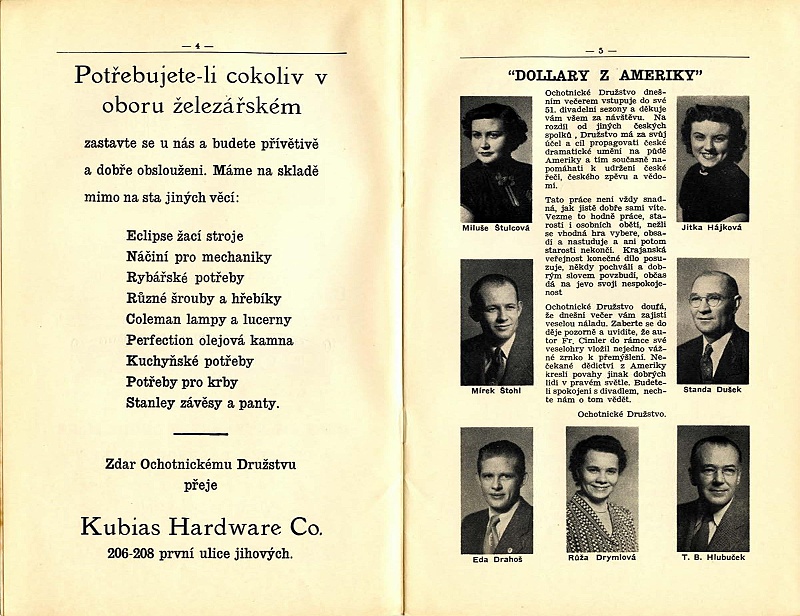 — 4 —
Potřebujete-li cokoliv v
oboru železářském
zastavte se u nás a budete přívětivě
a dobře obslouženi. Máme na skladě
mimo na sta jiných věcí:
Eclipse žací stroje
Náčiní pro mechaniky
Rybářské potřeby
Různé šrouby a hřebíky
Coleman lampy a lucerny
Perfection olejová kamna
Kuchyňské potřeby
Potřeby pro krby
Stanley závěsy a panty.
Zdar Ochotnickému Družstvu
přeje
Kubias Hardware Co.
206-208 první ulice jihových.
— 5 —
“DOLLARY Z AMERIKY”
Ochotnické Družstvo dneš-
ním večerem vstupuje do své
51. divadelní sezony a děkuje
vám všem za návštěvu. Na
rozdíl od jiných českých
spolků , Družstvo má za svůj
účel a cíl propagovati české
dramatické umění na půdě
Ameriky a tím současně na-
pomáhati k udržení české
řeči, českého zpěvu a vědo-
mí.
Tato práce není vždy snad-
ná, jak jistě dobře sami víte.
Vezme to hodně práce, sta-
rosti i osobních obětí, nežli
se vhodná hra vybere, obsa-
dí a nastuduje a ani potom
starosti nekončí. Krajanská
veřejnost konečné dílo posu-
zuje, někdy pochválí a dob-
rým slovem povzbudí, občas
dá na jevo svoji nespokoje-
nost
Ochotnické Družstvo doufá,
že dnešní večer vám zajistí
veselou náladu. Zaberte se do
děje pozorně a uvidíte, že au-
tor Fr. Cimler do rámce své
veselohry vložil nejedno váž-
né zrnko k přemýšlení. Ne-
čekané dědictví z Ameriky
kreslí povahy jinak dobrých
lidí v pravém světle. Budete-
li spokojeni s divadlem, nech-
te nám o tom vědět.
Ochotnické Družstvo.
Miluše Štulcová
Jitka Hájková
Mirek Štohl
Standa Dušek
Eda Drahoš
Růža Drymlová
T. B. Hlubuček